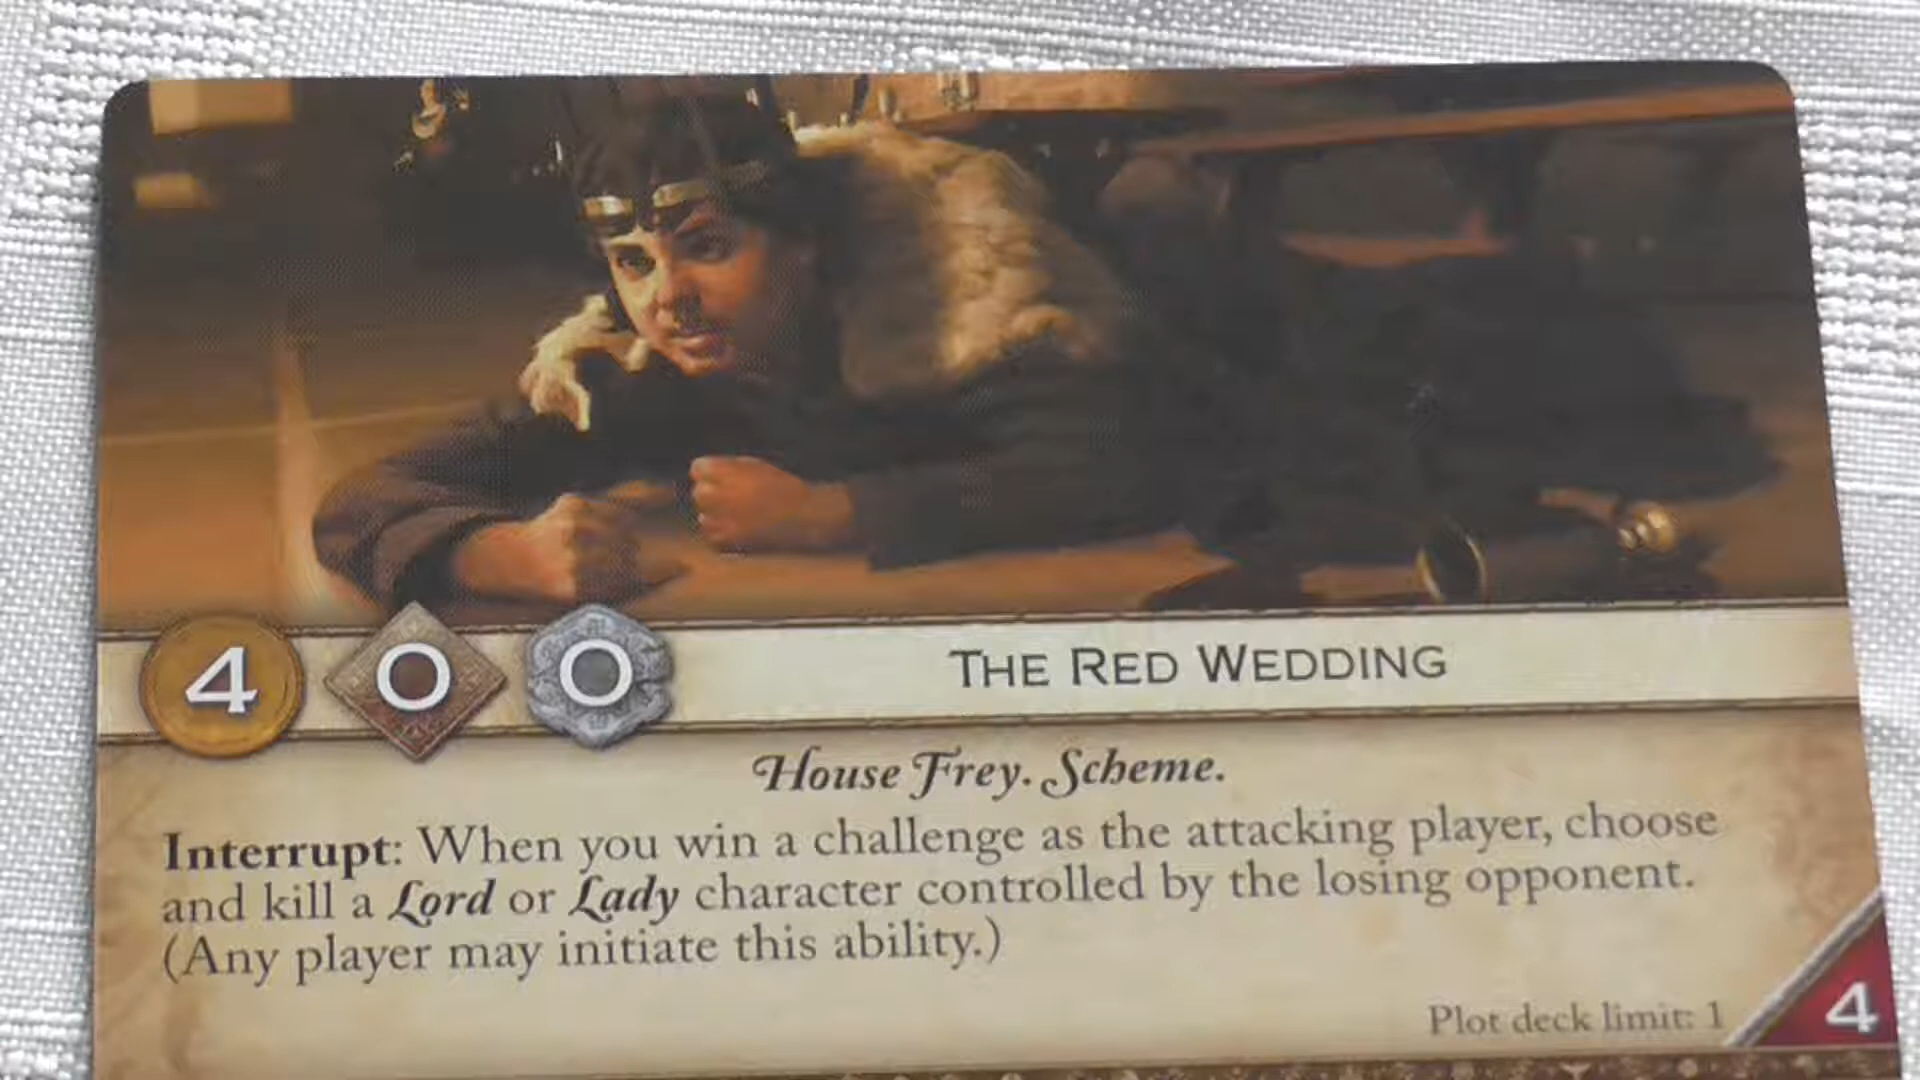 4 0 0 THE RED WEDDING
House Frey. Scheme.
Interrupt: When you win a challenge as the attacking player, choose
and kill a Lord or Lady character controlled by the losing opponent.
(Any player may initiate this ability.)
Plot deck limit: 1
4